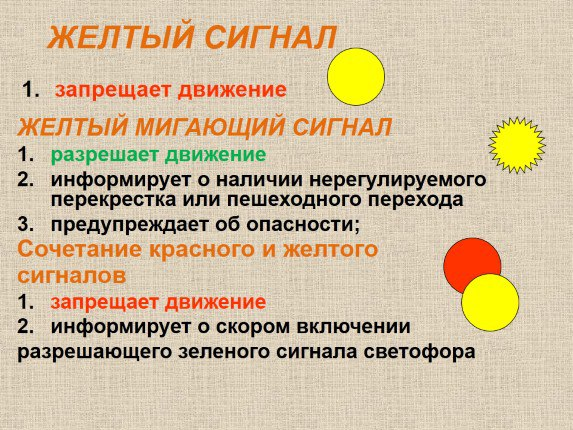 ЖЕЛТЫЙ СИГНАЛ
1. запрещает движение
ЖЕЛТЫЙ МИГАЮЩИЙ СИГНАЛ
1. разрешает движение
2. информирует о наличии нерегулируемого
перекрестка или пешеходного перехода
3. предупреждает об опасности;
Сочетание красного и желтого
сигналов
1. запрещает движение
2. информирует о скором включении
разрешающего зеленого сигнала светофора